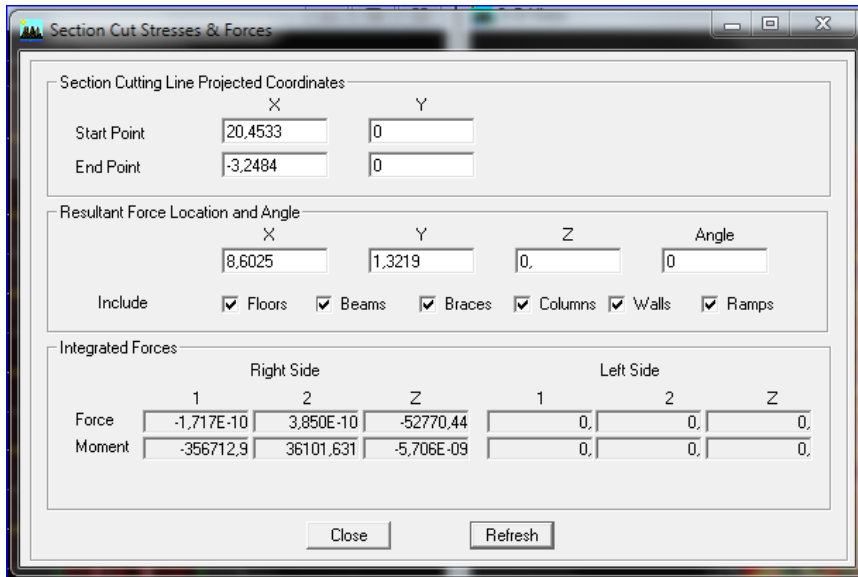 Section Cut Stresses & Forces
Section Cutting Line Projected Coordinates
X Y
Start Point 20,4533 0
End Point -3,2484 0
Resultant Force Location and Angle
X Y Z Angle
8,6025 1,3219 0, 0
Include Floors Beams Braces Columns Walls Ramps
Integrated Forces
Right Side Left Side
1 2 Z 1 2 Z
Force -1,717E-10 3,850E-10 -52770,44 0, 0, 0,
Moment -356712,9 36101,631 -5,706E-09 0, 0, 0,
Close Refresh